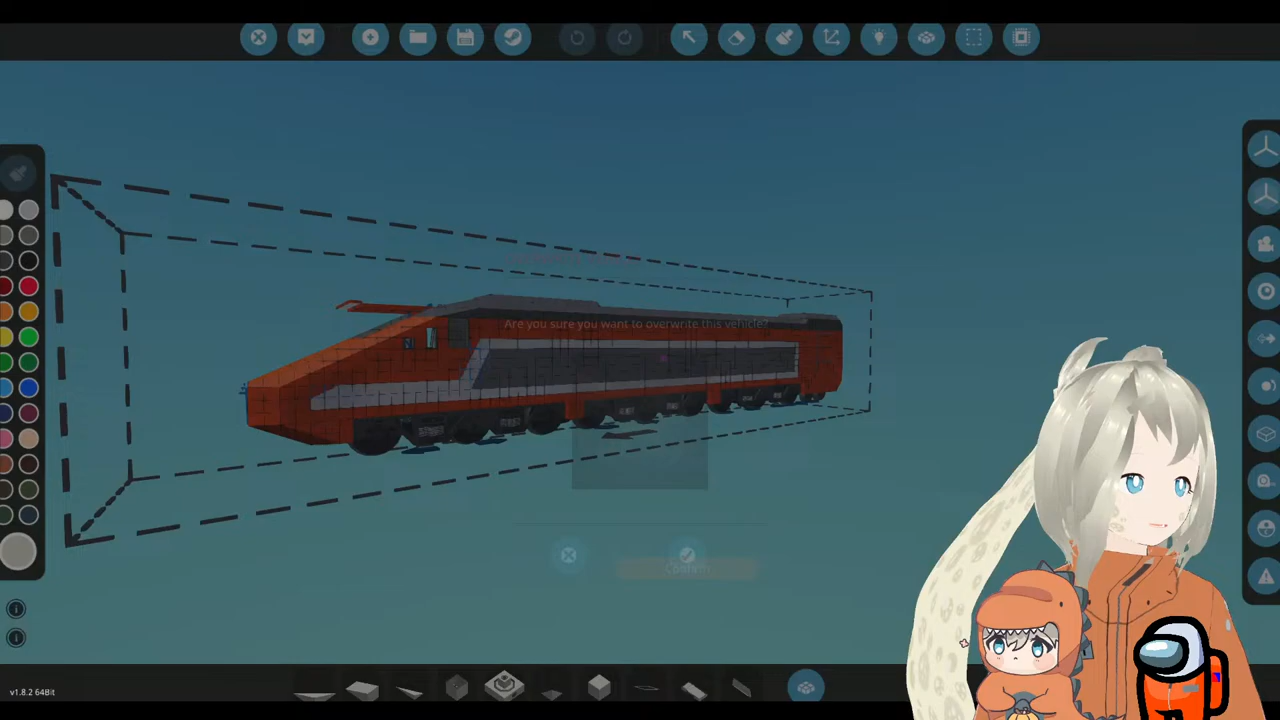 Are you sure you want to overwrite this vehicle?
Confirm
v1.8.2 64Bit